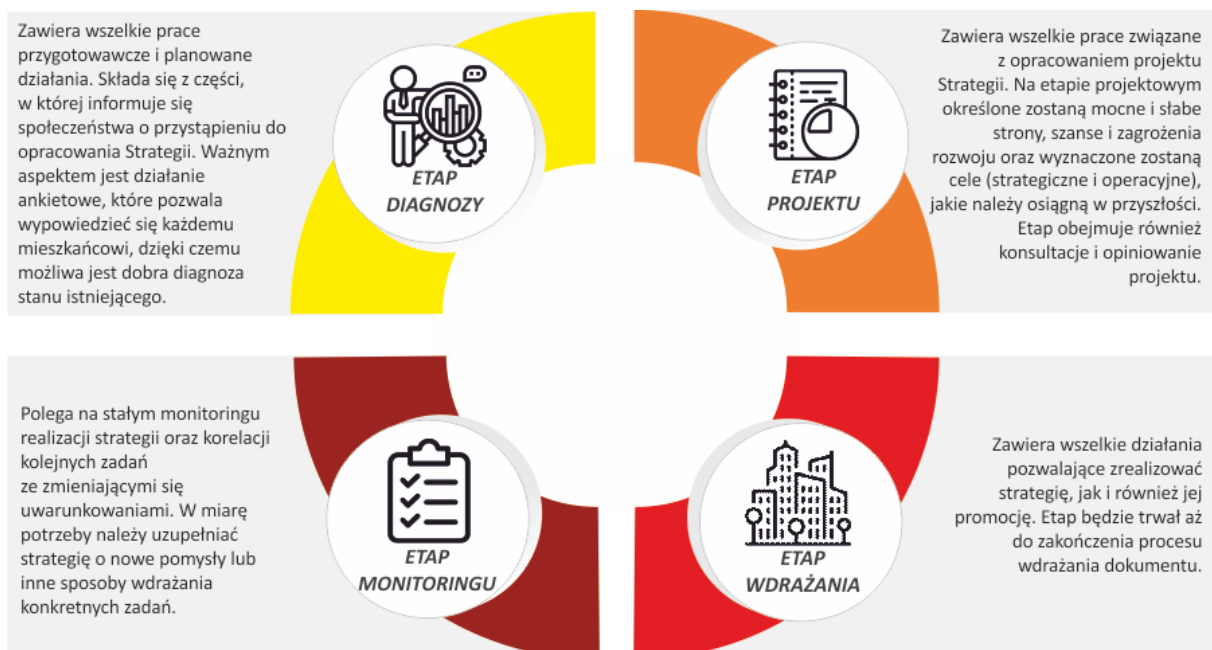 Zawiera wszelkie prace
przygotowawcze i planowane
działania. Składa się z części,
w której informuje się
społeczeństwa o przystąpieniu do
opracowania Strategii. Ważnym
aspektem jest działanie
ankietowe, które pozwala
wypowiedzieć się każdemu
mieszkańcowi, dzięki czemu
możliwa jest dobra diagnoza
stanu istniejącego.
ETAP
DIAGNOZY
ETAP
PROJEKTU
Zawiera wszelkie prace związane
z opracowaniem projektu
Strategii. Na etapie projektowym
określone zostaną mocne i słabe
strony, szanse i zagrożenia
rozwoju oraz wyznaczone zostaną
cele (strategiczne i operacyjne),
jakie należy osiągną w przyszłości.
Etap obejmuje również
konsultacje i opiniowanie
projektu.
Polega na stałym monitoringu
realizacji strategii oraz korelacji
kolejnych zadań
ze zmieniającymi się
uwarunkowaniami. W miarę
potrzeby należy uzupełniać
strategię o nowe pomysły lub
inne sposoby wdrażania
konkretnych zadań.
ETAP
MONITORINGU
ETAP
WDRAŻANIA
Zawiera wszelkie działania
pozwalające zrealizować
strategię, jak i również jej
promocję. Etap będzie trwał aż
do zakończenia procesu
wdrażania dokumentu.